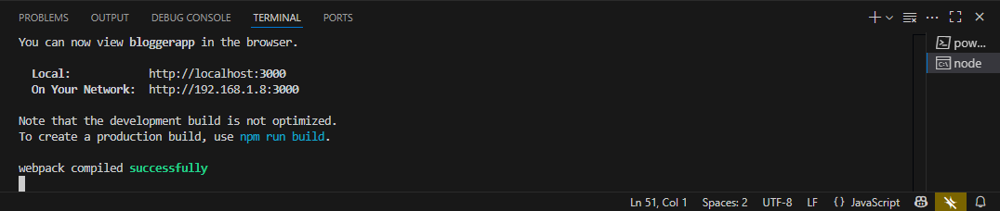 PROBLEMS OUTPUT DEBUG CONSOLE TERMINAL PORTS
You can now view bloggerapp in the browser.
Local: http://localhost:3000
On Your Network: http://192.168.1.8:3000
Note that the development build is not optimized.
To create a production build, use npm run build.
webpack compiled successfully
pow...
node
Ln 51, Col 1 Spaces: 2 UTF-8 LF {} JavaScript